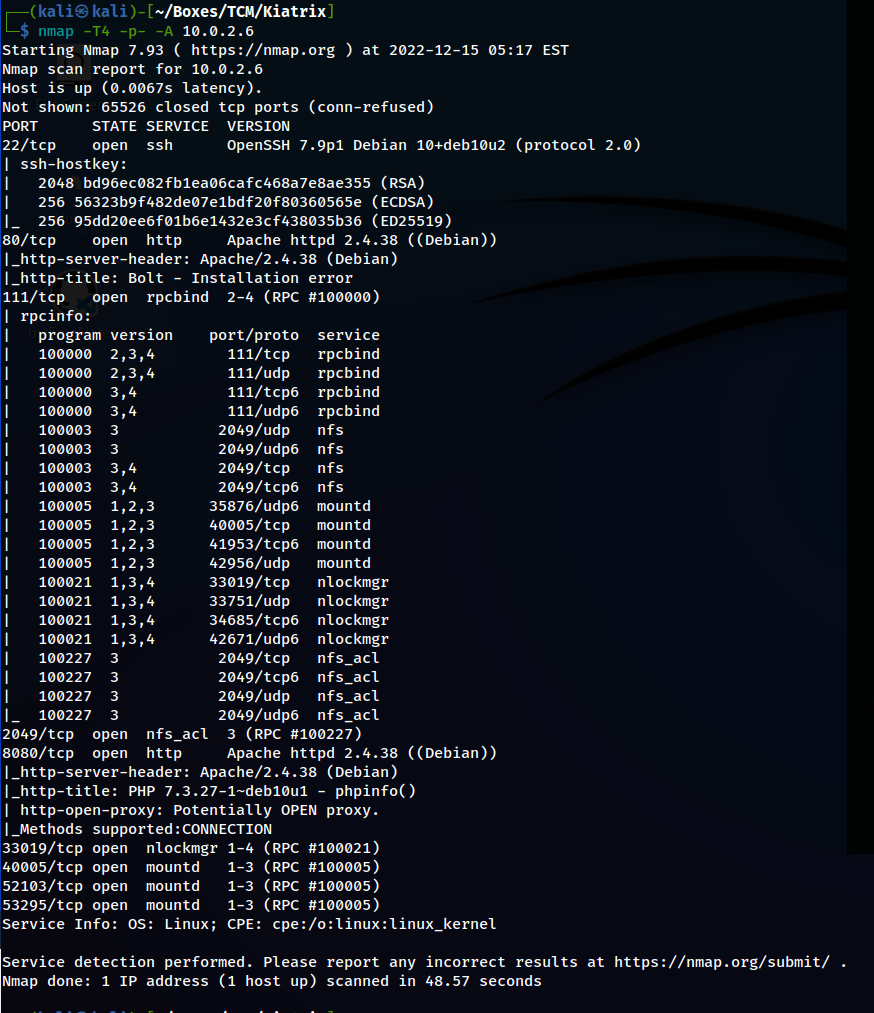 ┌──(kali㉿kali)-[~/Boxes/TCM/Kiatrix]
└─$ nmap -T4 -p- -A 10.0.2.6
Starting Nmap 7.93 ( https://nmap.org ) at 2022-12-15 05:17 EST
Nmap scan report for 10.0.2.6
Host is up (0.0067s latency).
Not shown: 65526 closed tcp ports (conn-refused)
PORT      STATE SERVICE  VERSION
22/tcp    open  ssh      OpenSSH 7.9p1 Debian 10+deb10u2 (protocol 2.0)
| ssh-hostkey:
|   2048 bd96ec082fb1ea06cafc468a7e8ae355 (RSA)
|   256 56323b9f482de07e1bdf20f80360565e (ECDSA)
|_  256 95dd20ee6f01b6e1432e3cf438035b36 (ED25519)
80/tcp    open  http     Apache httpd 2.4.38 ((Debian))
|_http-server-header: Apache/2.4.38 (Debian)
|_http-title: Bolt - Installation error
111/tcp   open  rpcbind  2-4 (RPC #100000)
| rpcinfo:
|   program version    port/proto  service
|   100000  2,3,4        111/tcp   rpcbind
|   100000  2,3,4        111/udp   rpcbind
|   100000  3,4          111/tcp6  rpcbind
|   100000  3,4          111/udp6  rpcbind
|   100003  3           2049/udp   nfs
|   100003  3           2049/udp6  nfs
|   100003  3,4         2049/tcp   nfs
|   100003  3,4         2049/tcp6  nfs
|   100005  1,2,3      35876/udp6  mountd
|   100005  1,2,3      40005/tcp   mountd
|   100005  1,2,3      41953/tcp6  mountd
|   100005  1,2,3      42956/udp   mountd
|   100021  1,3,4      33019/tcp   nlockmgr
|   100021  1,3,4      33751/udp   nlockmgr
|   100021  1,3,4      34685/tcp6  nlockmgr
|   100021  1,3,4      42671/udp6  nlockmgr
|   100227  3           2049/tcp   nfs_acl
|   100227  3           2049/tcp6  nfs_acl
|   100227  3           2049/udp   nfs_acl
|_  100227  3           2049/udp6  nfs_acl
2049/tcp  open  nfs_acl  3 (RPC #100227)
8080/tcp  open  http     Apache httpd 2.4.38 ((Debian))
|_http-server-header: Apache/2.4.38 (Debian)
|_http-title: PHP 7.3.27-1~deb10u1 - phpinfo()
| http-open-proxy: Potentially OPEN proxy.
|_Methods supported:CONNECTION
33019/tcp open  nlockmgr 1-4 (RPC #100021)
40005/tcp open  mountd   1-3 (RPC #100005)
52103/tcp open  mountd   1-3 (RPC #100005)
53295/tcp open  mountd   1-3 (RPC #100005)
Service Info: OS: Linux; CPE: cpe:/o:linux:linux_kernel
Service detection performed. Please report any incorrect results at https://nmap.org/submit/ .
Nmap done: 1 IP address (1 host up) scanned in 48.57 seconds